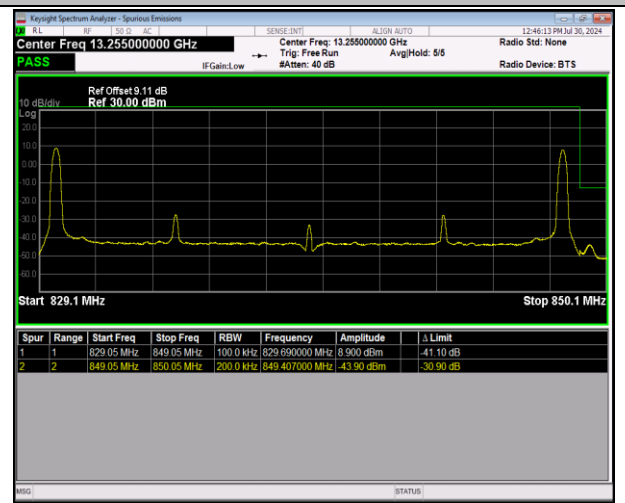 Keysight Spectrum Analyzer - Spurious Emissions
RL RF 50 Ω AC SENSE:INT ALIGN AUTO 12:46:13 PM Jul 30, 2024
Center Freq 13.255000000 GHz Center Freq: 13.255000000 GHz Radio Std: None
Trig: Free Run Avg|Hold: 5/5
PASS IFGain:Low #Atten: 40 dB Radio Device: BTS
Ref Offset 9.11 dB
10 dB/div Ref 30.00 dBm
Log
20.0
10.0
0.00
10.0
20.0
30.0
40.0
50.0
60.0
Start 829.1 MHz Stop 850.1 MHz
Spur Range Start Freq Stop Freq RBW Frequency Amplitude Δ Limit
1 1 829.05 MHz 849.05 MHz 100.0 kHz 829.690000 MHz 8.900 dBm -41.10 dB
2 2 849.05 MHz 850.05 MHz 200.0 kHz 849.407000 MHz -43.90 dBm -30.90 dB
MSG STATUS